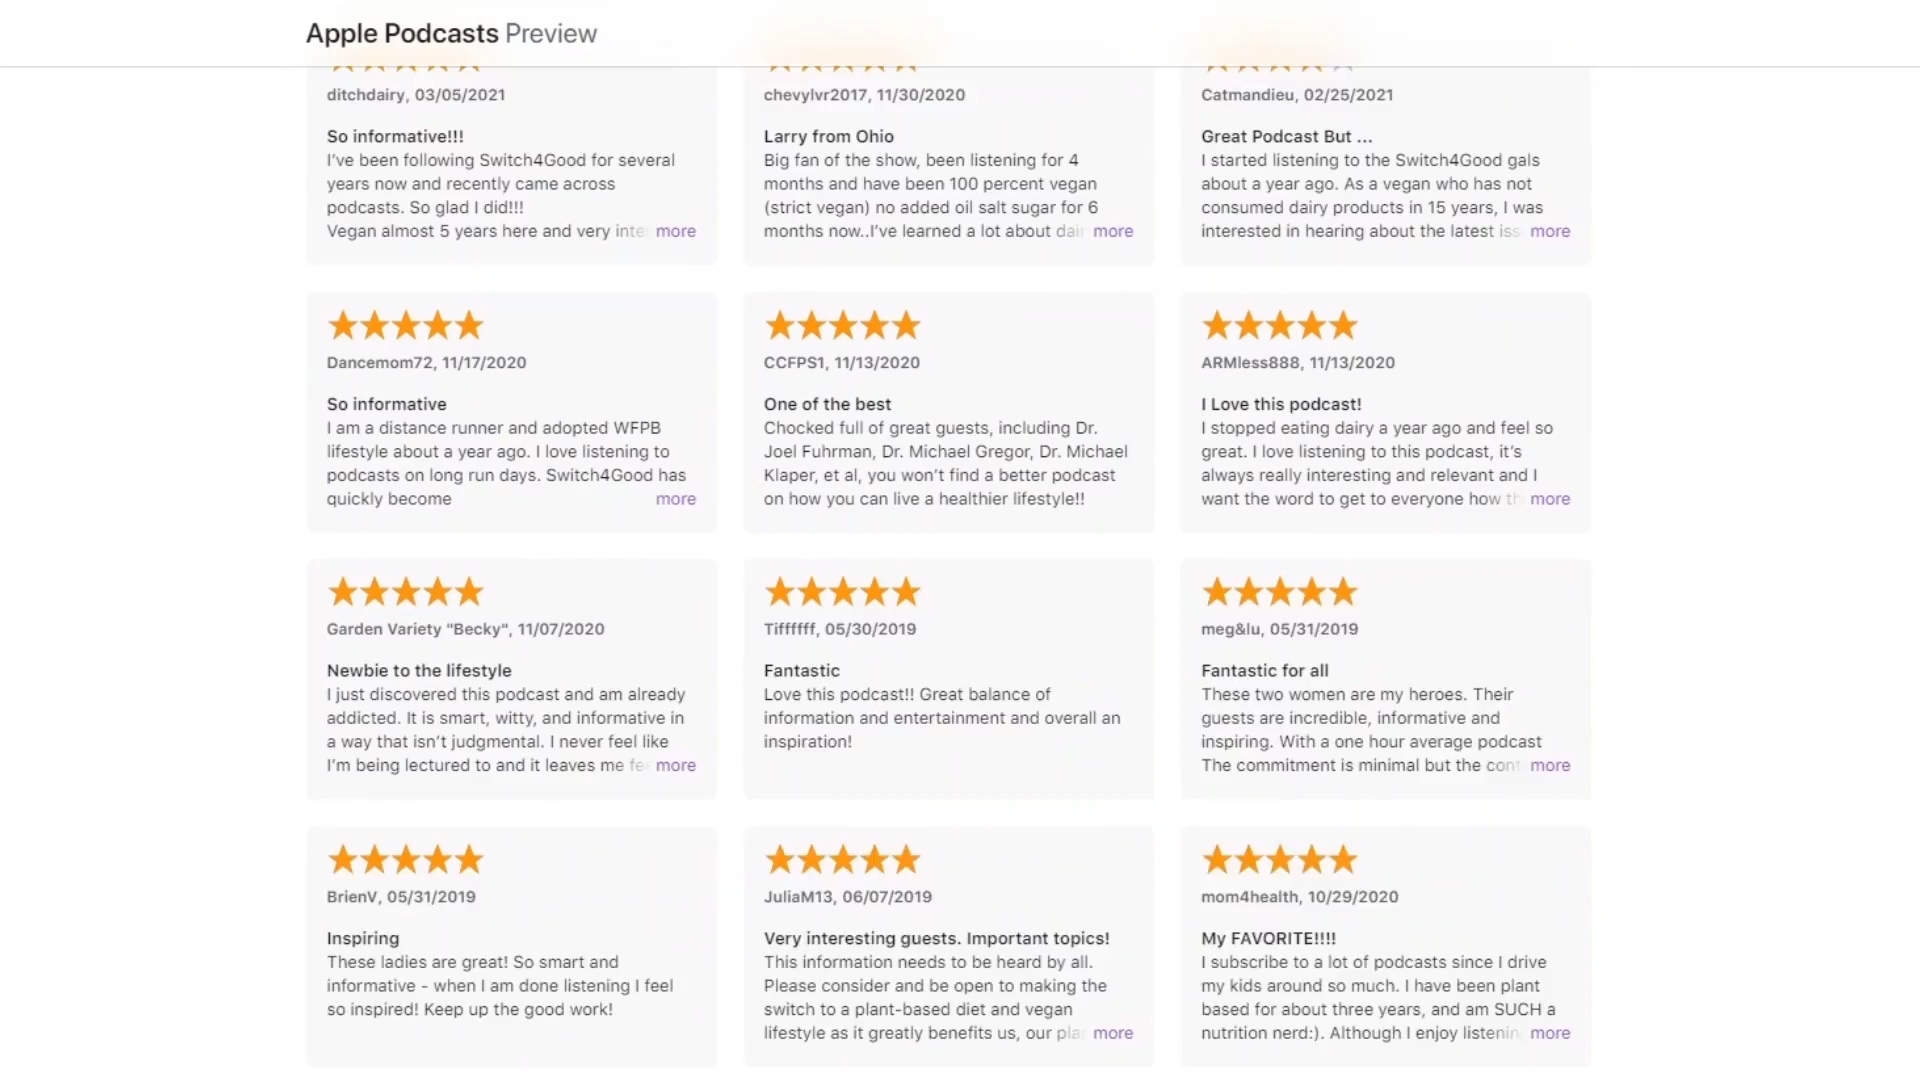 Apple Podcasts Preview
ditchdairy, 03/05/2021
So informative!!!
I've been following Switch4Good for several
years now and recently came across
podcasts. So glad I did!!!
Vegan almost 5 years here and very more
chevylvr2017, 11/30/2020
Larry from Ohio
Big fan of the show, been listening for 4
months and have been 100 percent vegan
(strict vegan) no added oil salt sugar for 6
months now..I've learned a lot about more
Catmandieu, 02/25/2021
Great Podcast But ...
I started listening to the Switch4Good gals
about a year ago. As a vegan who has not
consumed dairy products in 15 years, I was
interested in hearing about the latest more
Dancemom72, 11/17/2020
So informative
I am a distance runner and adopted WFPB
lifestyle about a year ago. I love listening to
podcasts on long run days. Switch4Good has
quickly become more
CCFPS1, 11/13/2020
One of the best
Chocked full of great guests, including Dr.
Joel Fuhrman, Dr. Michael Gregor, Dr. Michael
Klaper, et al, you won't find a better podcast
on how you can live a healthier lifestyle!!
ARMless888, 11/13/2020
I Love this podcast!
I stopped eating dairy a year ago and feel so
great. I love listening to this podcast, it's
always really interesting and relevant and I
want the word to get to everyone how more
Garden Variety "Becky", 11/07/2020
Newbie to the lifestyle
I just discovered this podcast and am already
addicted. It is smart, witty, and informative in
a way that isn't judgmental. I never feel like
I'm being lectured to and it leaves me more
Tiffffff, 05/30/2019
Fantastic
Love this podcast!! Great balance of
information and entertainment and overall an
inspiration!
meg&lu, 05/31/2019
Fantastic for all
These two women are my heroes. Their
guests are incredible, informative and
inspiring. With a one hour average podcast
The commitment is minimal but the more
BrienV, 05/31/2019
Inspiring
These ladies are great! So smart and
informative - when I am done listening I feel
so inspired! Keep up the good work!
JuliaM13, 06/07/2019
Very interesting guests. Important topics!
This information needs to be heard by all.
Please consider and be open to making the
switch to a plant-based diet and vegan
lifestyle as it greatly benefits us, our more
mom4health, 10/29/2020
My FAVORITE!!!!
I subscribe to a lot of podcasts since I drive
my kids around so much. I have been plant
based for about three years, and am SUCH a
nutrition nerd:). Although I enjoy more